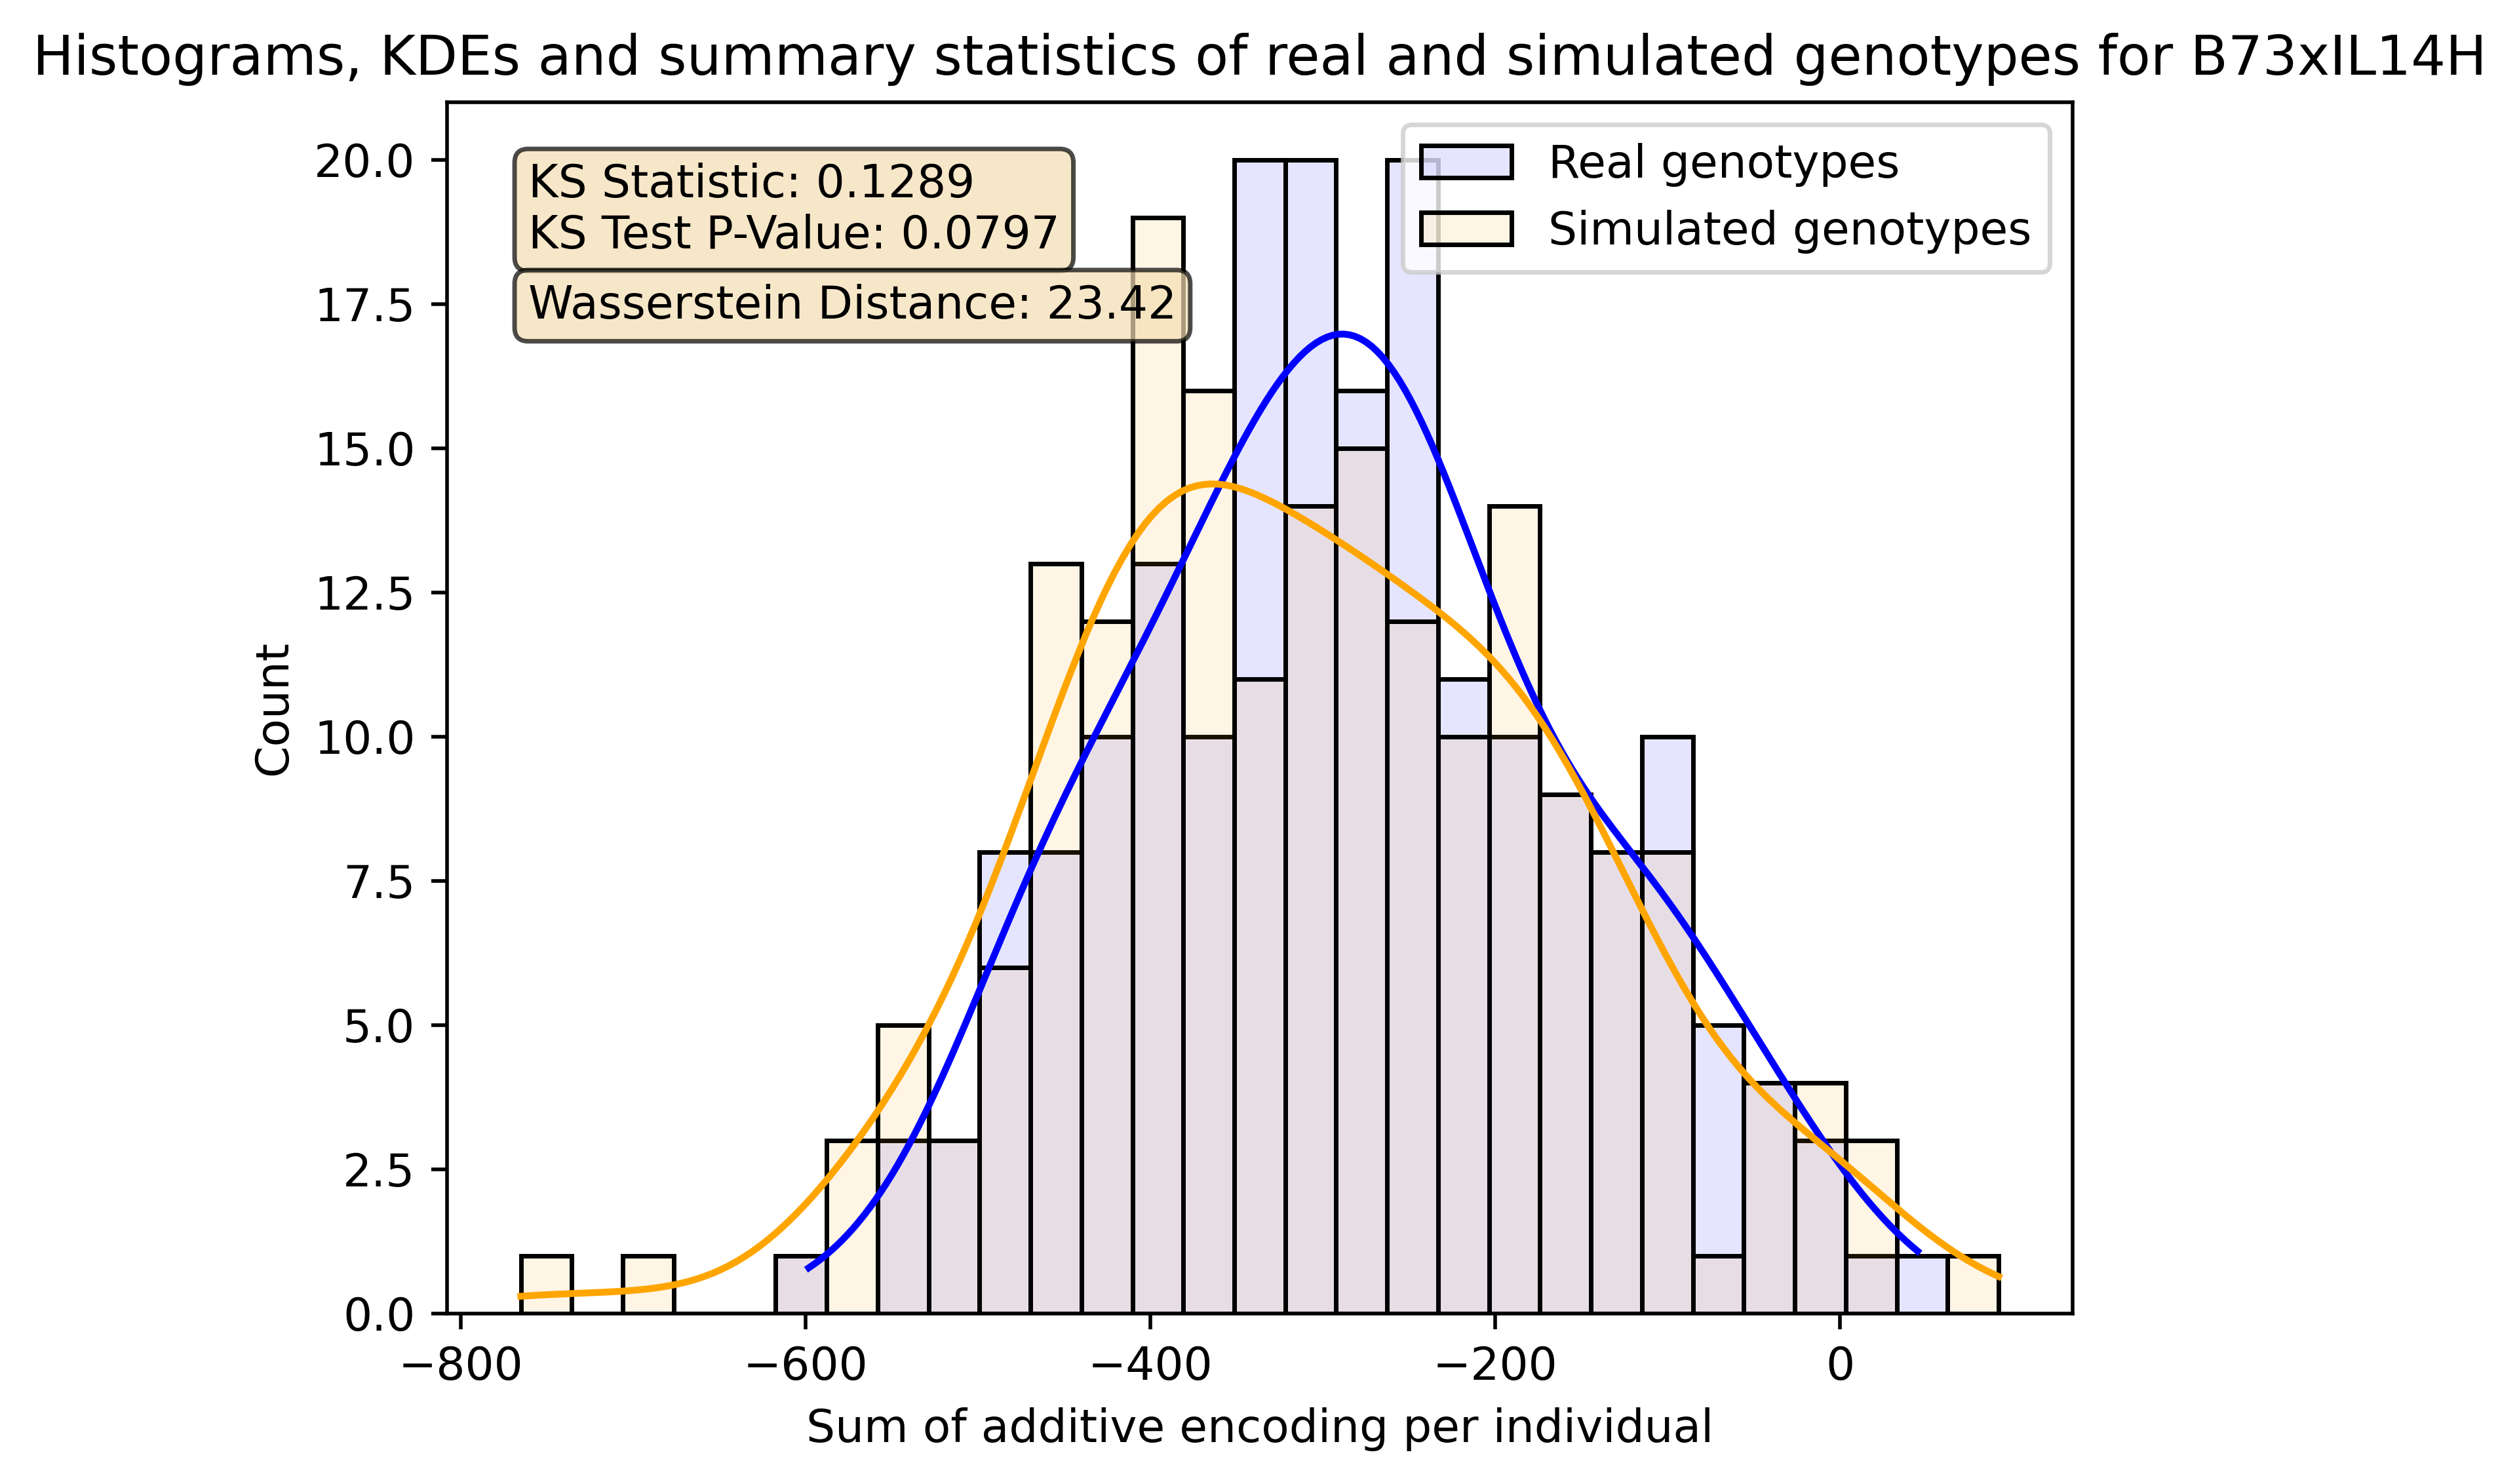 Histograms, KDEs and summary statistics of real and simulated genotypes for B73xIL14H
KS Statistic: 0.1289
KS Test P-Value: 0.0797
Wasserstein Distance: 23.42
Real genotypes
Simulated genotypes
Count
20.0
17.5
15.0
12.5
10.0
7.5
5.0
2.5
0.0
−800 −600 −400 −200 0
Sum of additive encoding per individual